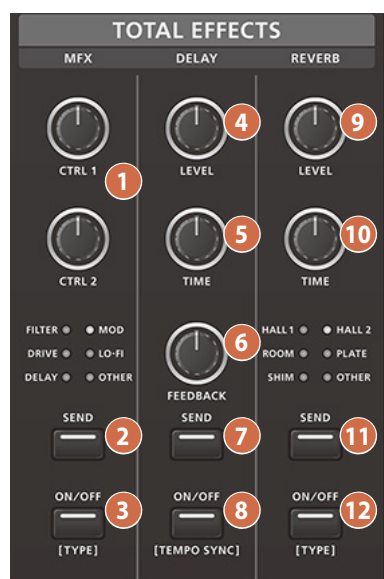 TOTAL EFFECTS
MFX DELAY REVERB
4 9
CTRL 1 LEVEL LEVEL
1
5 10
CTRL 2 TIME TIME
FILTER MOD 6 HALL 1 HALL 2
DRIVE LO-FI ROOM PLATE
DELAY OTHER SHIM OTHER
FEEDBACK
SEND SEND SEND
2 7 11
ON/OFF ON/OFF ON/OFF
3 8 12
[TYPE] [TEMPO SYNC] [TYPE]